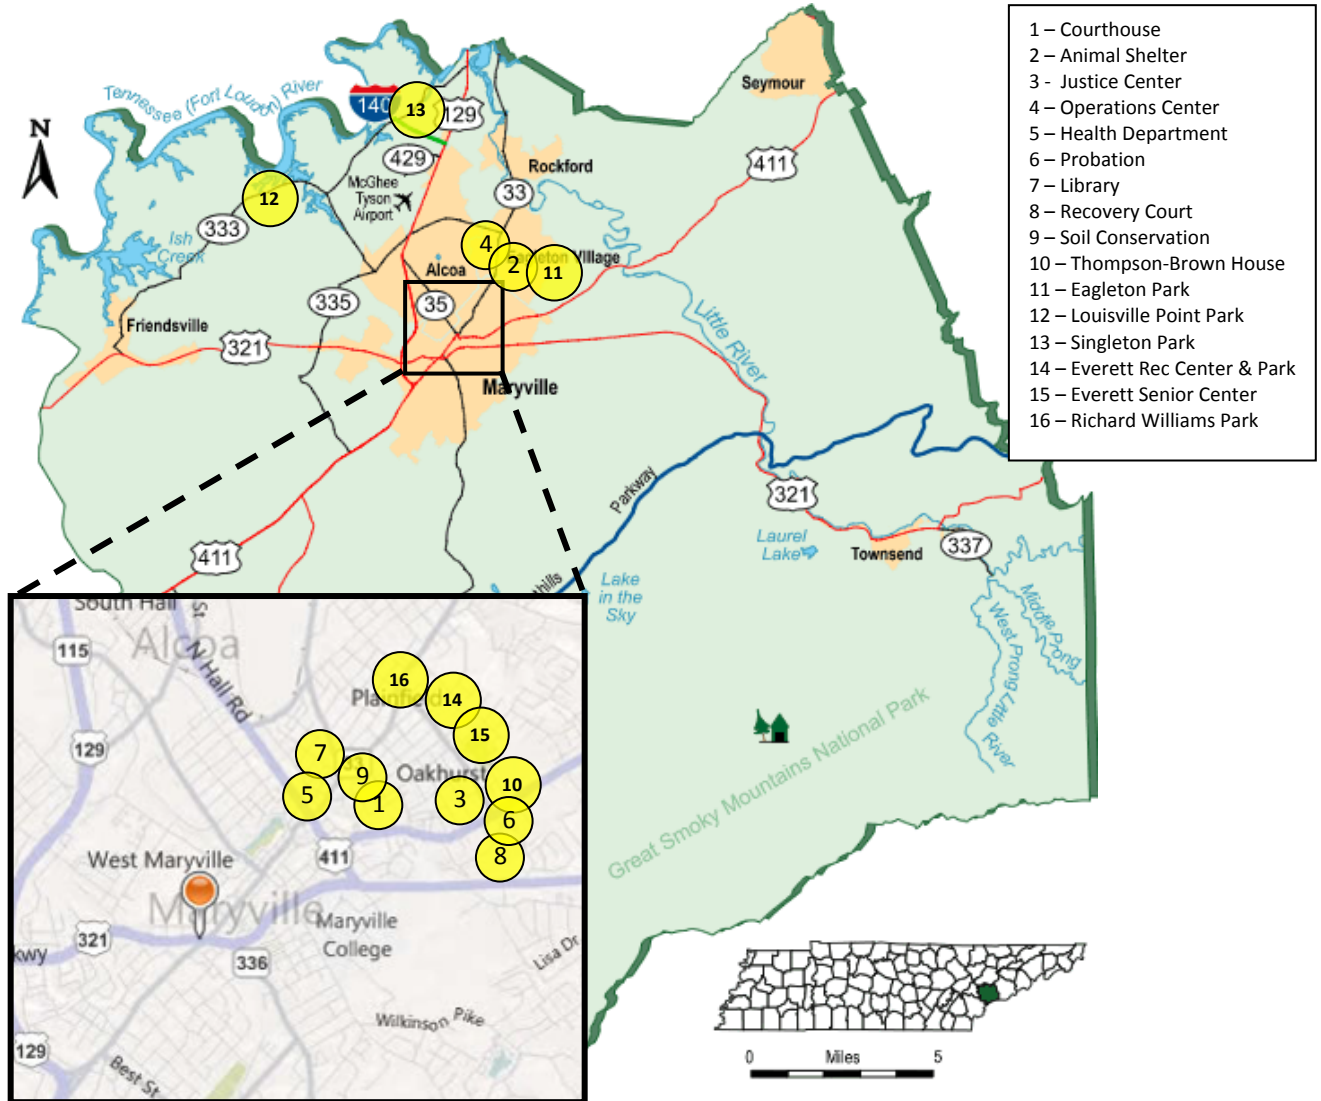 1 – Courthouse
2 – Animal Shelter
3 - Justice Center
4 – Operations Center
5 – Health Department
6 – Probation
7 – Library
8 – Recovery Court
9 – Soil Conservation
10 – Thompson-Brown House
11 – Eagleton Park
12 – Louisville Point Park
13 – Singleton Park
14 – Everett Rec Center & Park
15 – Everett Senior Center
16 – Richard Williams Park
Seymour
Tennessee (Fort Loudon) River
140
13
129
N
429
Rockford
411
McGhee
Tyson
Airport
33
12
333
Ish
Creek
4
2
11
Village
Alcoa
335
35
Little River
Friendsville
321
Maryville
Parkway
321
Laurel
Lake
Townsend
337
411
Lake
in the
Sky
Middle Prong
West Prong Little
River
Great Smoky Mountains National Park
South Hall
St
115
Alcoa
N Hall Rd
16
Plainfield
14
15
129
7
9
Oakhurst
10
5
1
3
6
411
8
West Maryville
Maryville
Maryville
College
321
336
Lisa Dr
kwy
Wilkinson Pike
129
Best St
0 Miles 5